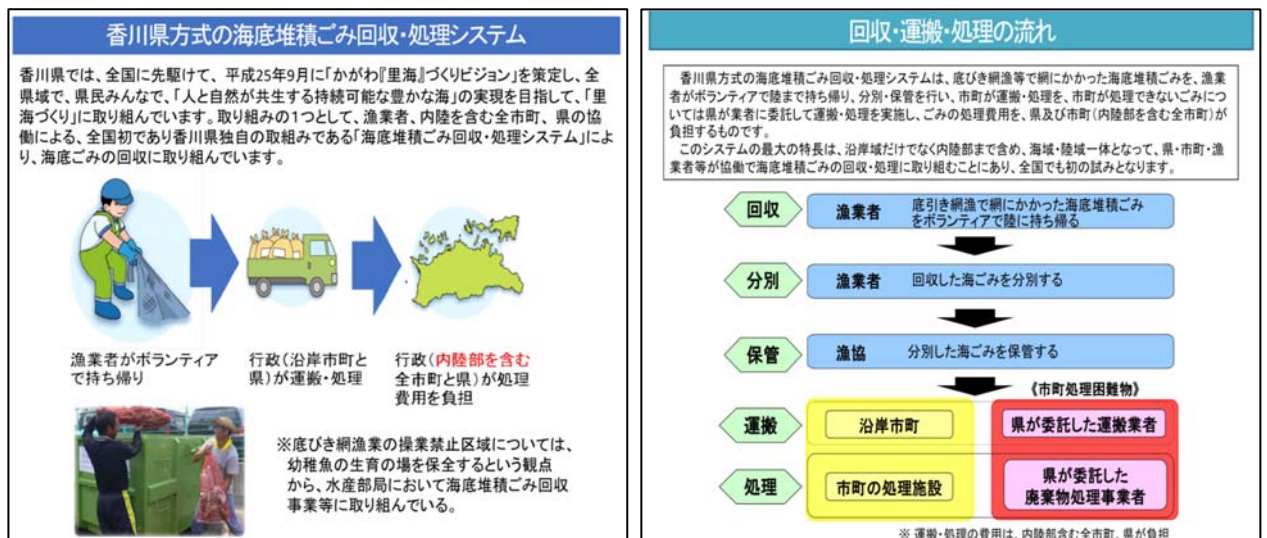 香川県方式の海底堆積ごみ回収・処理システム
香川県では、全国に先駆けて、平成25年9月に「かがわ『里海』づくりビジョン」を策定し、全
県域で、県民みんなで、「人と自然が共生する持続可能な豊かな海」の実現を目指して、「里
海づくり」に取り組んでいます。取り組みの1つとして、漁業者、内陸を含む全市町、県の協
働による、全国初であり香川県独自の取組みである「海底堆積ごみ回収・処理システム」によ
り、海底ごみの回収に取り組んでいます。
漁業者がボランティア
で持ち帰り
行政(沿岸市町と
県)が運搬・処理
行政(内陸部を含む
全市町と県)が処理
費用を負担
※底びき網漁業の操業禁止区域については、
幼稚魚の生育の場を保全するという観点
から、水産部局において海底堆積ごみ回収
事業等に取り組んでいる。
回収・運搬・処理の流れ
香川県方式の海底堆積ごみ回収・処理システムは、底びき網漁等で網にかかった海底堆積ごみを、漁業
者がボランティアで陸まで持ち帰り、分別・保管を行い、市町が運搬・処理を、市町が処理できないごみにつ
いては県が業者に委託して運搬・処理を実施し、ごみの処理費用を、県及び市町(内陸部を含む全市町)が
負担するものです。
このシステムの最大の特長は、沿岸域だけでなく内陸部まで含め、海域・陸域一体となって、県・市町・漁
業者等が協働で海底堆積ごみの回収・処理に取り組むことにあり、全国でも初の試みとなります。
回収
漁業者
底引き網漁で網にかかった海底堆積ごみ
をボランティアで陸に持ち帰る
分別
漁業者
回収した海ごみを分別する
保管
漁協
分別した海ごみを保管する
《市町処理困難物》
運搬
沿岸市町
県が委託した運搬業者
処理
市町の処理施設
県が委託した
廃棄物処理事業者
※ 運搬・処理の費用は、内陸部含む全市町、県が負担